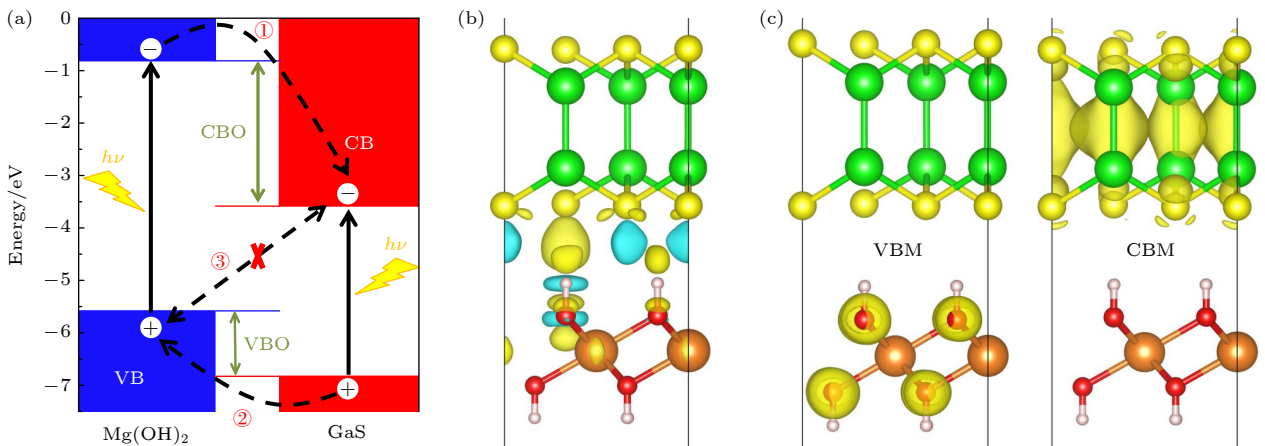 (a)
(b)
(c)
0
−1
−2
−3
−4
−5
−6
−7
Energy/eV
①
CBO
CB
hν
③
hν
VBO
VB
②
Mg(OH)₂
GaS
−
−
+
+
VBM
CBM